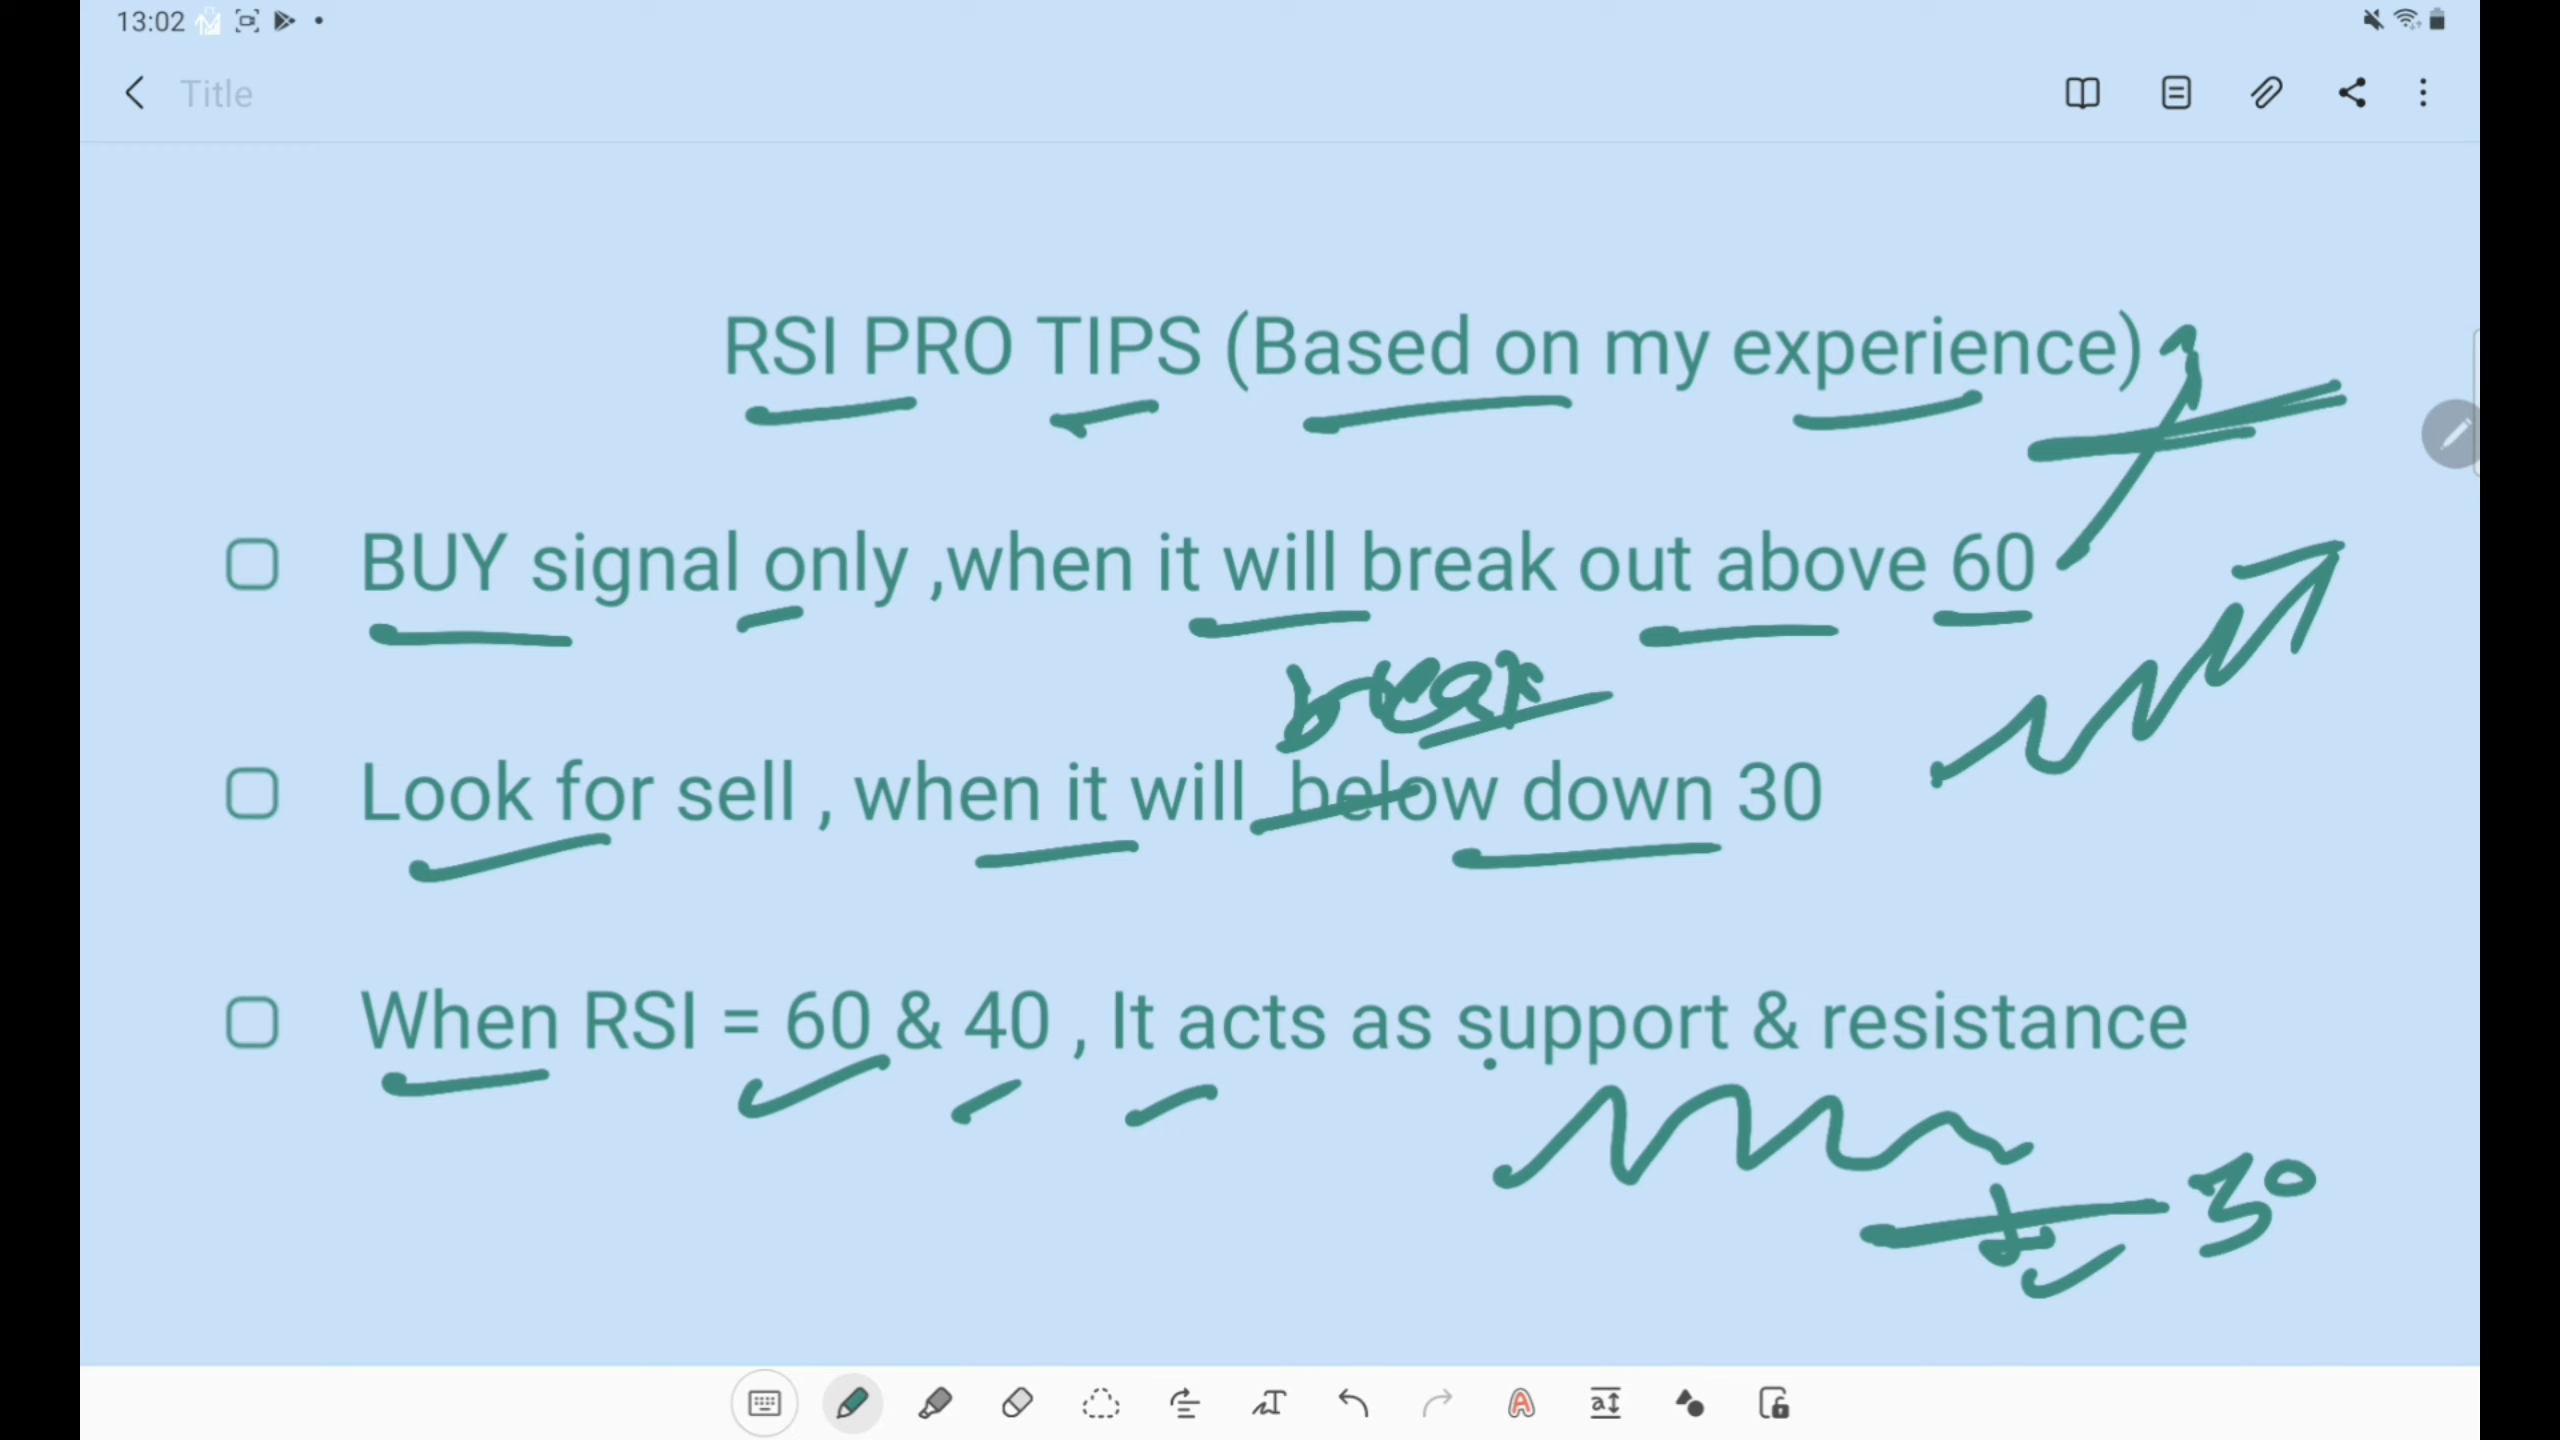 13:02
Title
RSI PRO TIPS (Based on my experience)
BUY signal only ,when it will break out above 60
break
Look for sell , when it will below down 30
When RSI = 60 & 40 , It acts as support & resistance
30